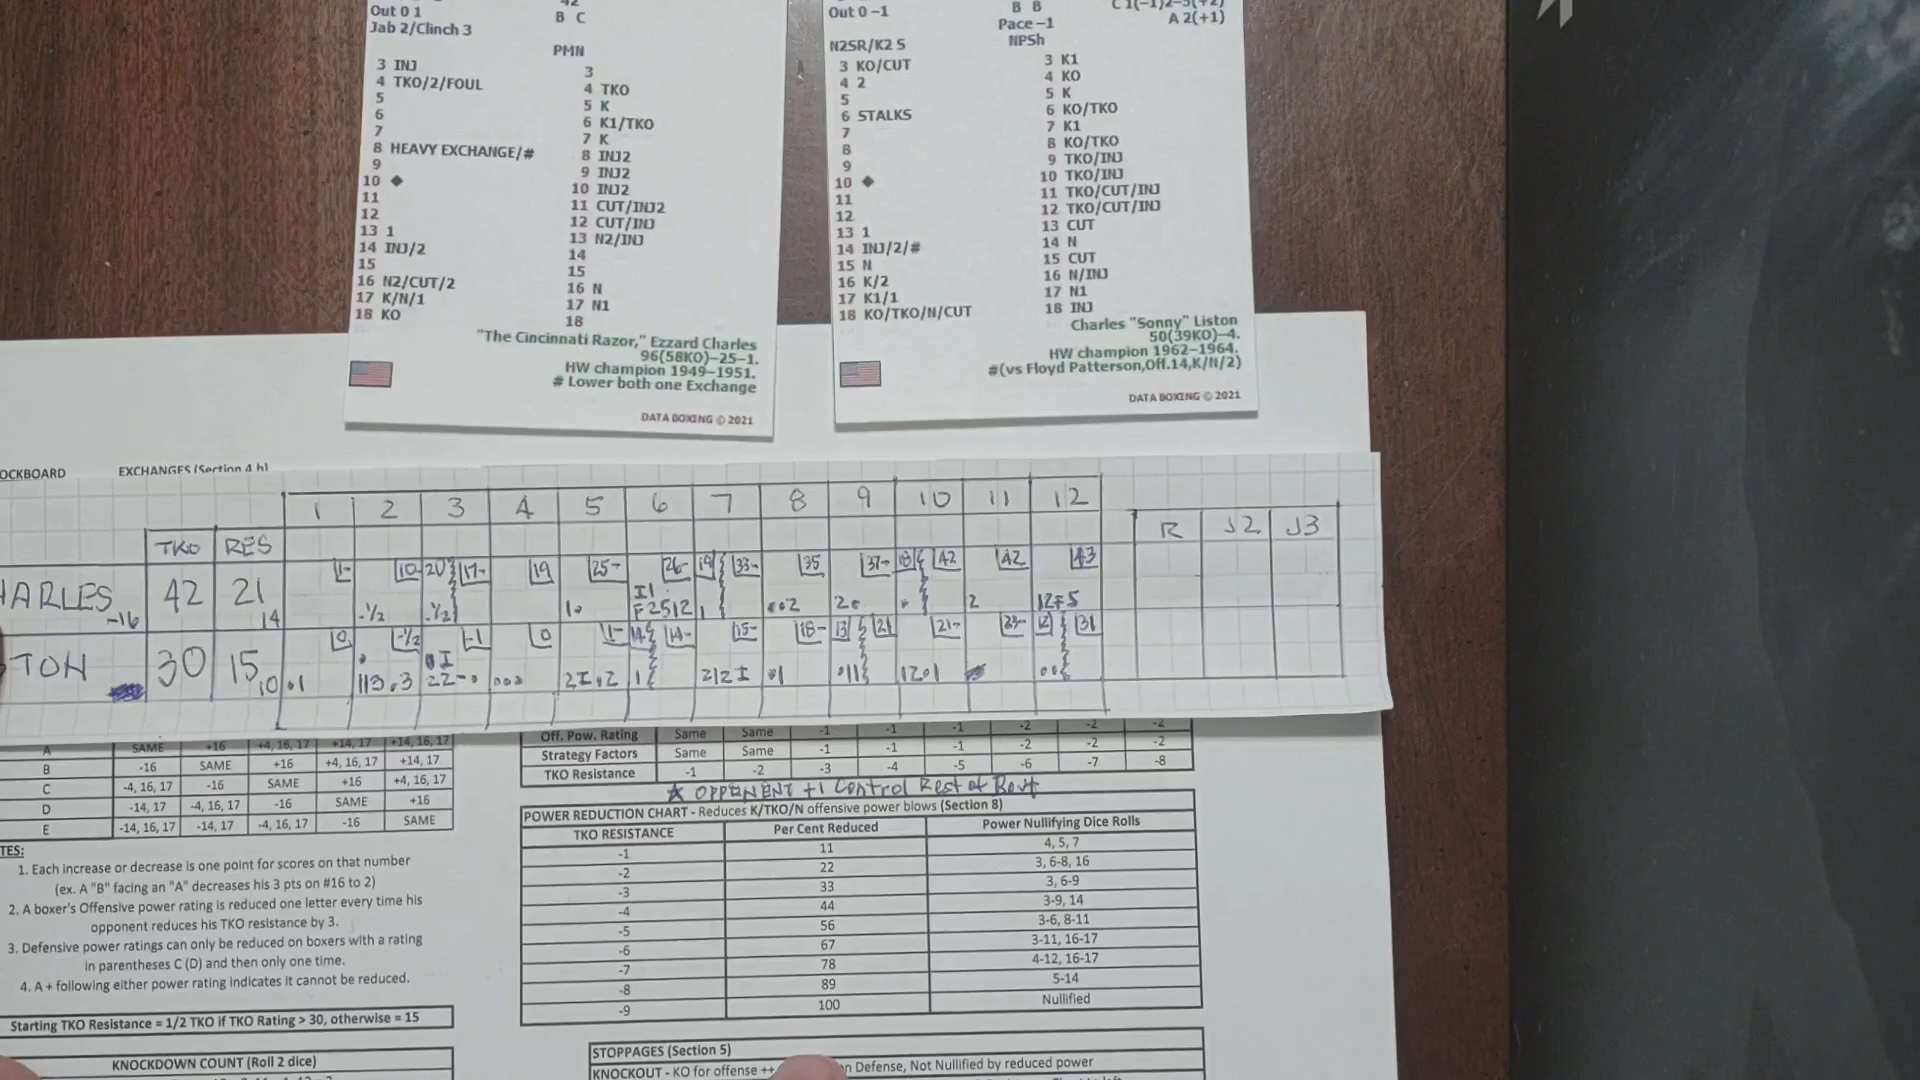 Out 0 1
Jab 2/Clinch 3
B C
PMN
3 INJ
4 TKO/2/FOUL
5
6
7
8 HEAVY EXCHANGE/#
9
10 ◆
11
12
13 1
14 INJ/2
15
16 N2/CUT/2
17 K/N/1
18 KO
3
4 TKO
5 K
6 K1/TKO
7 K
8 INJ2
9 INJ2
10 INJ2
11 CUT/INJ2
12 CUT/INJ
13 N2/INJ
14
15
16 N
17 N1
18
"The Cincinnati Razor," Ezzard Charles
96(58KO)–25–1.
HW champion 1949–1951.
# Lower both one Exchange
DATA BOXING © 2021
Out 0 –1
B B
Pace –1
NPSh
A 2(+1)
N2SR/K2 S
3 KO/CUT
4 2
5
6 STALKS
7
8
9
10 ◆
11
12
13 1
14 INJ/2/#
15 N
16 K/2
17 K1/1
18 KO/TKO/N/CUT
3 K1
4 KO
5 K
6 KO/TKO
7 K1
8 KO/TKO
9 TKO/INJ
10 TKO/INJ
11 TKO/CUT/INJ
12 TKO/CUT/INJ
13 CUT
14 N
15 CUT
16 N/INJ
17 N1
18 INJ
Charles "Sonny" Liston
50(39KO)–4.
HW champion 1962–1964.
#(vs Floyd Patterson,Off.14,K/N/2)
DATA BOXING © 2021
OCKBOARD EXCHANGES (Section 4 b)
1 2 3 4 5 6 7 8 9 10 11 12
TKO RES R J2 J3
HARLES -16 42 21 14
TON 30 15
A SAME +16 +4, 16, 17 +14, 17 +14, 16, 17
B -16 SAME +16 +4, 16, 17 +14, 17
C -4, 16, 17 -16 SAME +16 +4, 16, 17
D -14, 17 -4, 16, 17 -16 SAME +16
E -14, 16, 17 -14, 17 -4, 16, 17 -16 SAME
TES:
1. Each increase or decrease is one point for scores on that number
(ex. A "B" facing an "A" decreases his 3 pts on #16 to 2)
2. A boxer's Offensive power rating is reduced one letter every time his
opponent reduces his TKO resistance by 3.
3. Defensive power ratings can only be reduced on boxers with a rating
in parentheses C (D) and then only one time.
4. A + following either power rating indicates it cannot be reduced.
Starting TKO Resistance = 1/2 TKO if TKO Rating > 30, otherwise = 15
KNOCKDOWN COUNT (Roll 2 dice)
Off. Pow. Rating Same Same -1 -1 -1 -2 -2 -2
Strategy Factors Same Same -1 -1 -1 -2 -2 -2
TKO Resistance -1 -2 -3 -4 -5 -6 -7 -8
★ OPPONENT +1 Control Rest of Bout
POWER REDUCTION CHART - Reduces K/TKO/N offensive power blows (Section 8)
TKO RESISTANCE Per Cent Reduced Power Nullifying Dice Rolls
-1 11 4, 5, 7
-2 22 3, 6-8, 16
-3 33 3, 6-9
-4 44 3-9, 14
-5 56 3-6, 8-11
-6 67 3-11, 16-17
-7 78 4-12, 16-17
-8 89 5-14
-9 100 Nullified
STOPPAGES (Section 5)
KNOCKOUT - KO for offense ++ n Defense, Not Nullified by reduced power